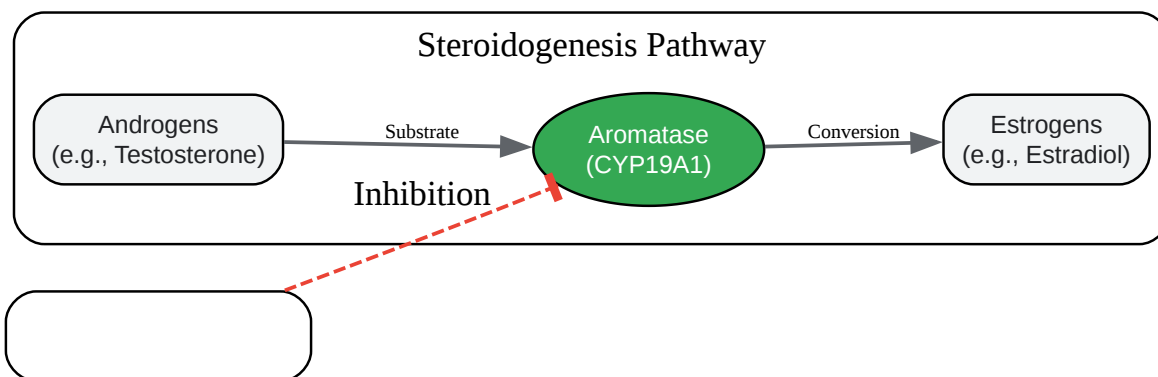 Steroidogenesis Pathway
Androgens
(e.g., Testosterone)
Substrate
Aromatase
(CYP19A1)
Conversion
Estrogens
(e.g., Estradiol)
Inhibition